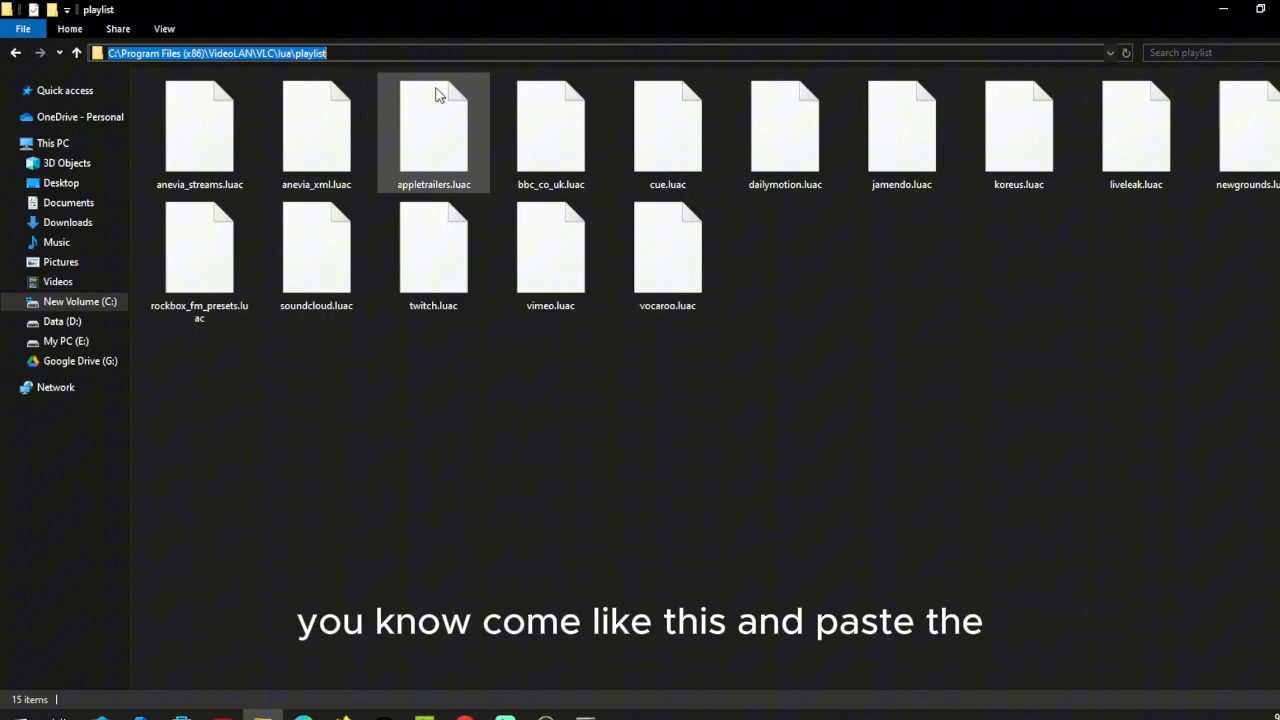 playlist
File
Home
Share
View
C:\Program Files (x86)\VideoLAN\VLC\lua\playlist
Search playlist
Quick access
OneDrive - Personal
This PC
3D Objects
Desktop
Documents
Downloads
Music
Pictures
Videos
New Volume (C:)
Data (D:)
My PC (E:)
Google Drive (G:)
Network
anevia_streams.luac
anevia_xml.luac
appletrailers.luac
bbc_co_uk.luac
cue.luac
dailymotion.luac
jamendo.luac
koreus.luac
liveleak.luac
newgrounds.lu
rockbox_fm_presets.lu
ac
soundcloud.luac
twitch.luac
vimeo.luac
vocaroo.luac
you know come like this and paste the
15 items